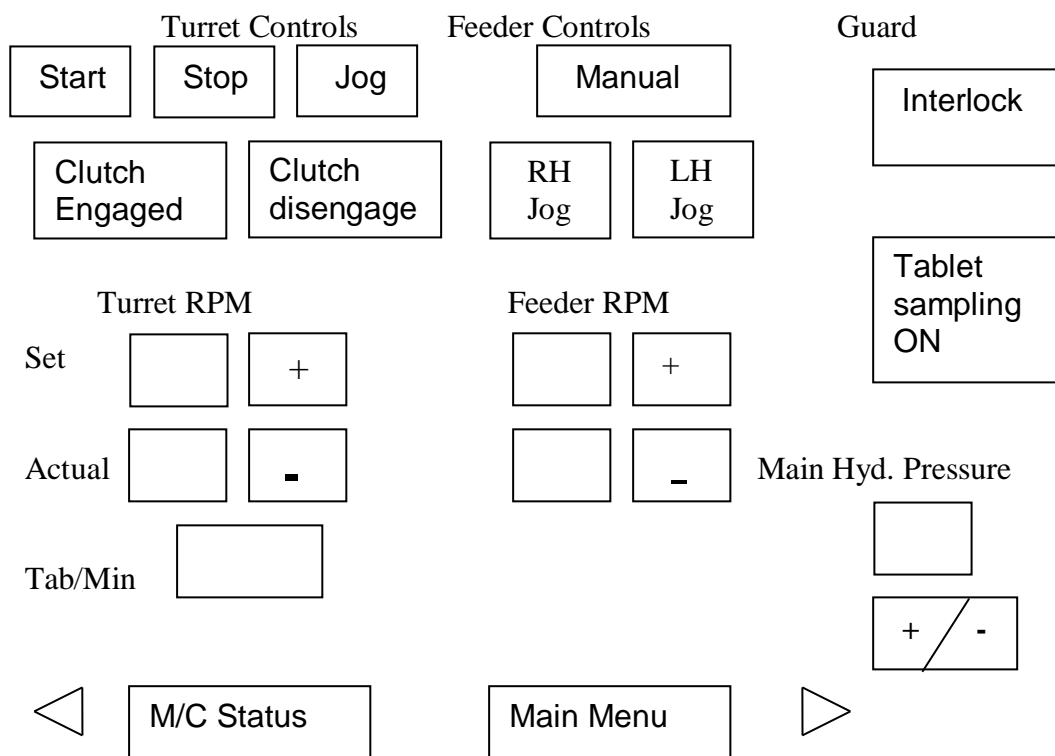 Turret Controls Feeder Controls Guard
Start Stop Jog Manual
Interlock
Clutch Engaged
Clutch disengage
RH Jog
LH Jog
Tablet sampling ON
Turret RPM Feeder RPM
Set + +
Actual - _ Main Hyd. Pressure
Tab/Min
+ / -
M/C Status Main Menu